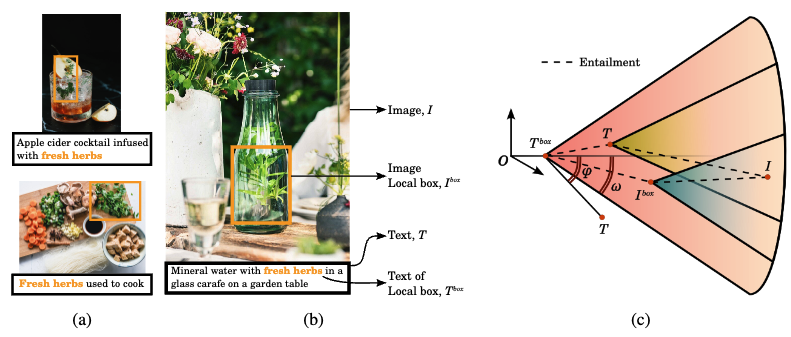 Apple cider cocktail infused
with fresh herbs
Fresh herbs used to cook
(a)
Mineral water with fresh herbs in a
glass carafe on a garden table
(b)
Image, I
Image
Local box, I^box
Text, T
Text of
Local box, T^box
Entailment
O
T^box
T
φ
ω
I^box
I
T
(c)